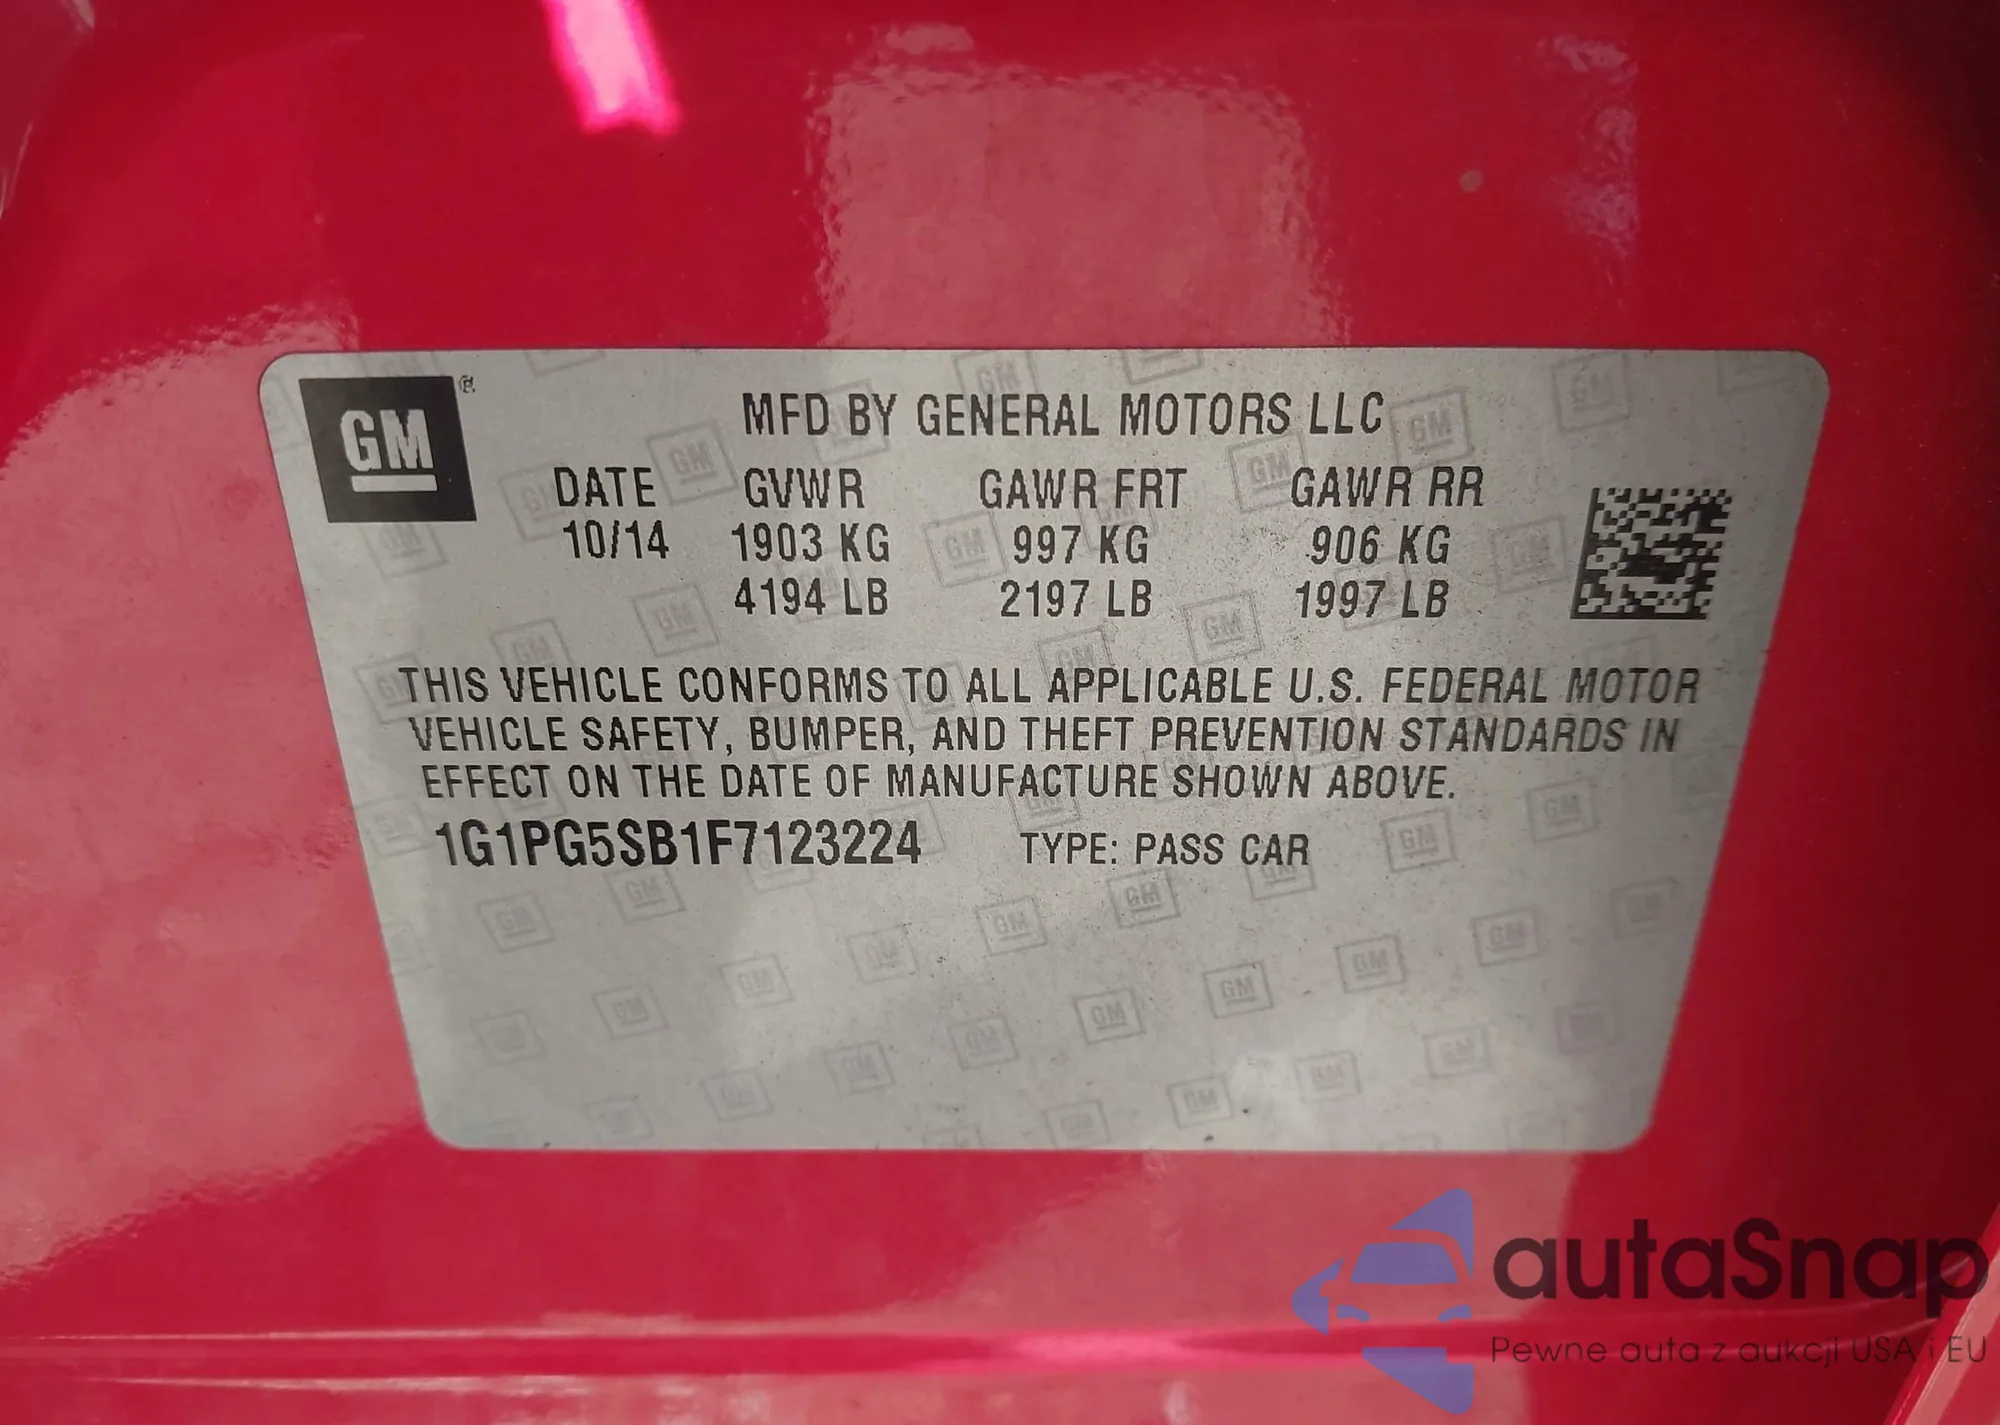 GM®
MFD BY GENERAL MOTORS LLC
DATE GVWR GAWR FRT GAWR RR
10/14 1903 KG 997 KG 906 KG
4194 LB 2197 LB 1997 LB
THIS VEHICLE CONFORMS TO ALL APPLICABLE U.S. FEDERAL MOTOR
VEHICLE SAFETY, BUMPER, AND THEFT PREVENTION STANDARDS IN
EFFECT ON THE DATE OF MANUFACTURE SHOWN ABOVE.
1G1PG5SB1F7123224 TYPE: PASS CAR
autaSnap
Pewne auta z aukcji USA i EU